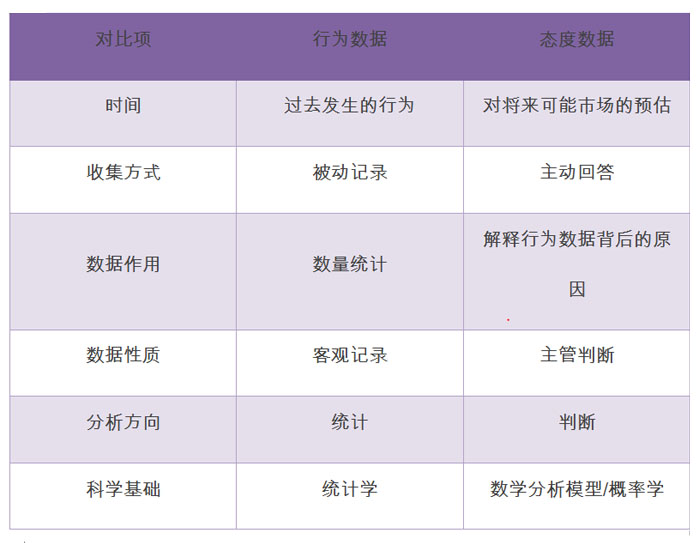 对比项 行为数据 态度数据
时间 过去发生的行为 对将来可能市场的预估
收集方式 被动记录 主动回答
数据作用 数量统计 解释行为数据背后的原
因
数据性质 客观记录 主管判断
分析方向 统计 判断
科学基础 统计学 数学分析模型/概率学